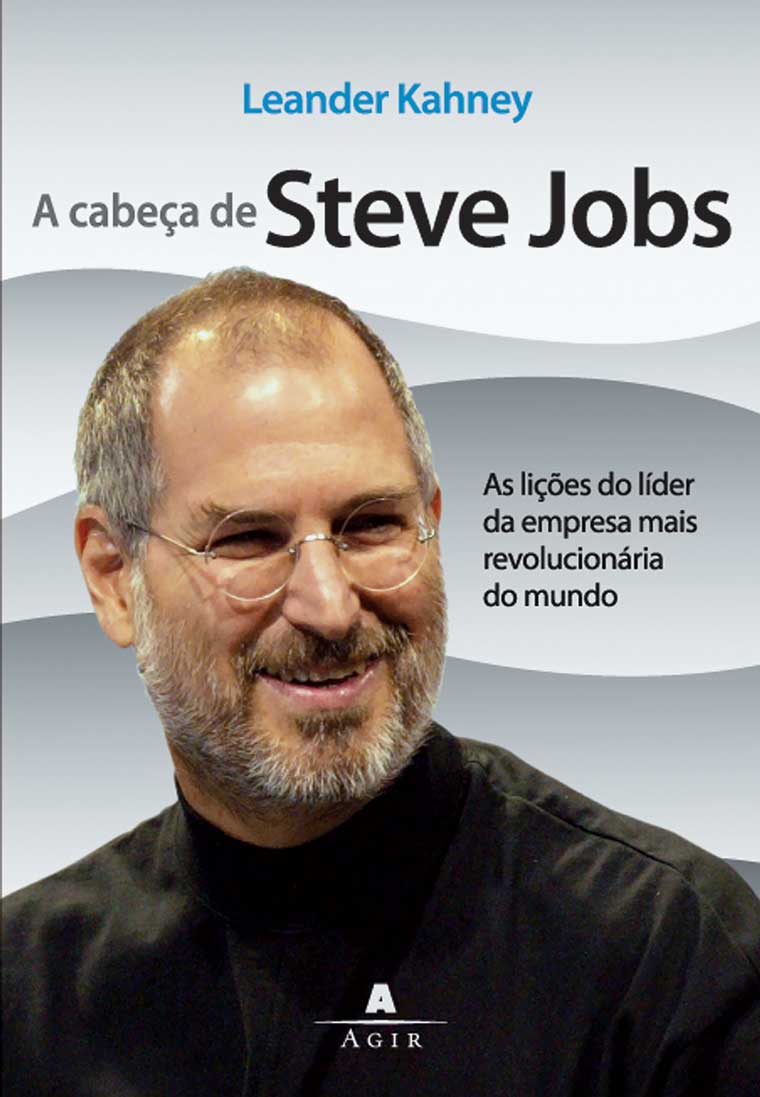 Leander Kahney
A cabeça de Steve Jobs
As lições do líder
da empresa mais
revolucionária
do mundo
A
AGIR